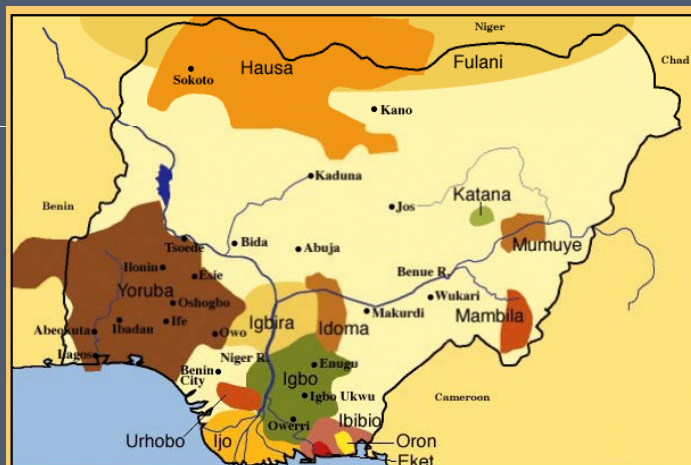 Niger
Chad
Hausa
Fulani
Sokoto
Kano
Kaduna
Jos
Katana
Benin
Mumuye
Tsoede
Bida
Abuja
Honin
Esie
Benue R.
Yoruba
Wukari
Oshogbo
Makurdi
Mambila
Igbira
Idoma
Abeokuta
Ibadan
Ife
Owo
Lagos
Niger R.
Enugu
Benin
City
Igbo
Igbo Ukwu
Cameroon
Owerri
Ibibio
Urhobo
Ijo
Oron
Eket